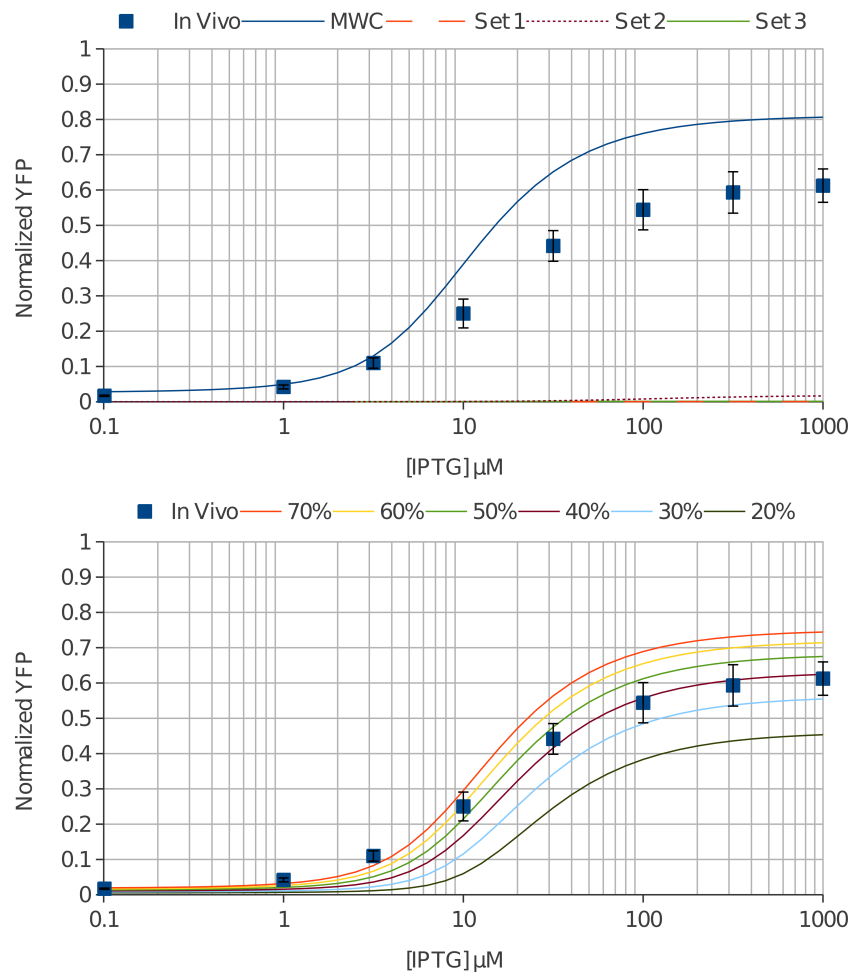 In Vivo MWC Set 1 Set 2 Set 3
1
0.9
0.8
0.7
0.6
0.5
0.4
0.3
0.2
0.1
0
Normalized YFP
0.1 1 10 100 1000
[IPTG] µM
In Vivo 70% 60% 50% 40% 30% 20%
1
0.9
0.8
0.7
0.6
0.5
0.4
0.3
0.2
0.1
0
Normalized YFP
0.1 1 10 100 1000
[IPTG] µM